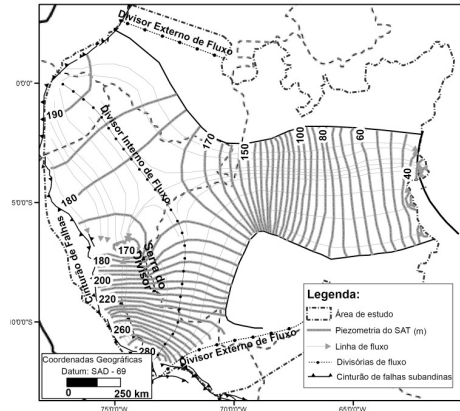 Divisor Externo de Fluxo
0°0'0"
190
Divisor Interno de Fluxo
170
150
100
80
60
40
180
5°0'0"S
Cinturão de Falhas
Serra do Divisor
170
180
200
220
260
280
Divisor Externo de Fluxo
Legenda:
Área de estudo
Piezometria do SAT (m)
Linha de fluxo
Divisórias de fluxo
Cinturão de falhas subandinas
Coordenadas Geográficas
Datum: SAD - 69
0 250 km
75°0'0"W
70°0'0"W
65°0'0"W